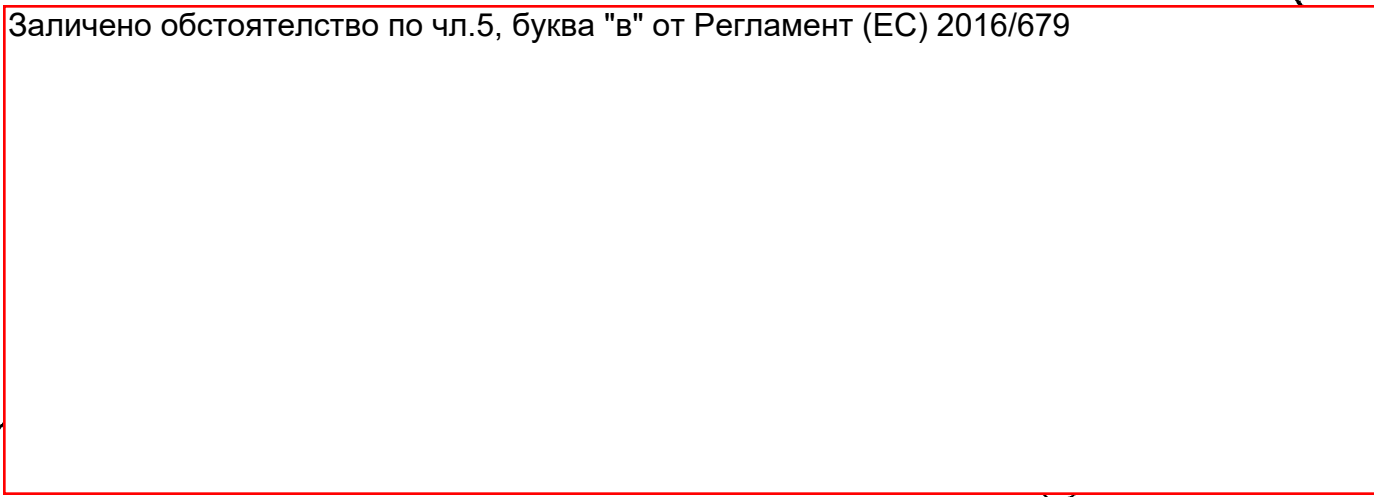 Заличено обстоятелство по чл.5, буква "в" от Регламент (ЕС) 2016/679